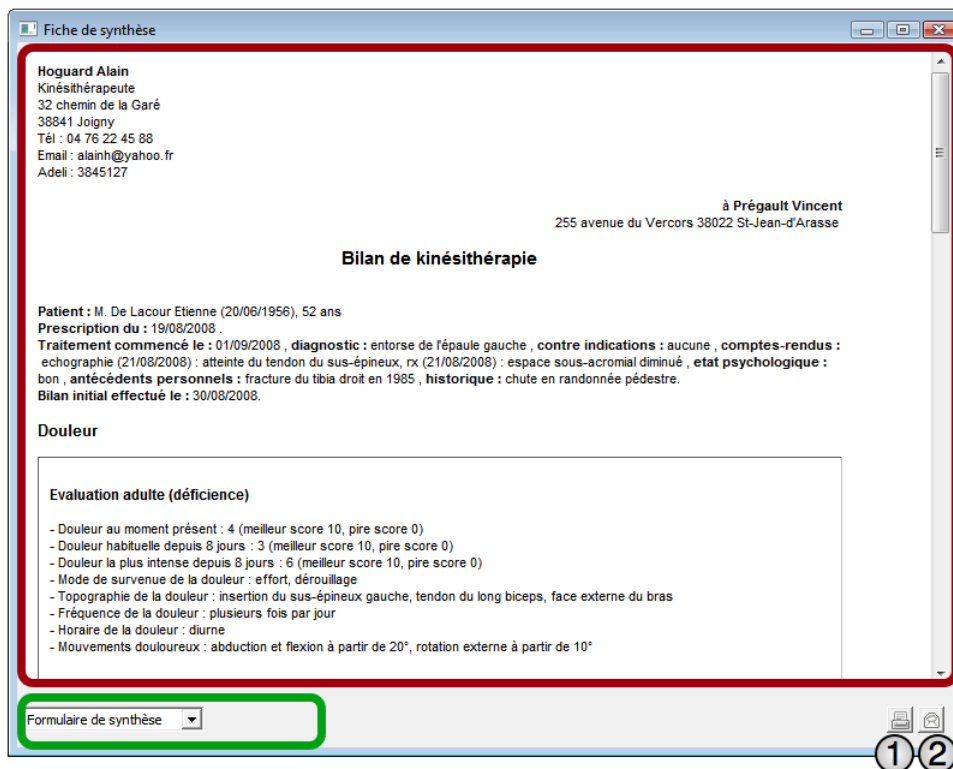 Fiche de synthèse
Hoguard Alain
Kinésithérapeute
32 chemin de la Garé
38841 Joigny
Tél : 04 76 22 45 88
Email : alainh@yahoo.fr
Adeli : 3845127
à Prégault Vincent
255 avenue du Vercors 38022 St-Jean-d'Arasse
Bilan de kinésithérapie
Patient : M. De Lacour Etienne (20/06/1956), 52 ans
Prescription du : 19/08/2008 .
Traitement commencé le : 01/09/2008 , diagnostic : entorse de l'épaule gauche , contre indications : aucune , comptes-rendus :
echographie (21/08/2008) : atteinte du tendon du sus-épineux, rx (21/08/2008) : espace sous-acromial diminué , etat psychologique :
bon , antécédents personnels : fracture du tibia droit en 1985 , historique : chute en randonnée pédestre.
Bilan initial effectué le : 30/08/2008.
Douleur
Evaluation adulte (déficience)
- Douleur au moment présent : 4 (meilleur score 10, pire score 0)
- Douleur habituelle depuis 8 jours : 3 (meilleur score 10, pire score 0)
- Douleur la plus intense depuis 8 jours : 6 (meilleur score 10, pire score 0)
- Mode de survenue de la douleur : effort, dérouillage
- Topographie de la douleur : insertion du sus-épineux gauche, tendon du long biceps, face externe du bras
- Fréquence de la douleur : plusieurs fois par jour
- Horaire de la douleur : diurne
- Mouvements douloureux : abduction et flexion à partir de 20°, rotation externe à partir de 10°
Formulaire de synthèse
1 2